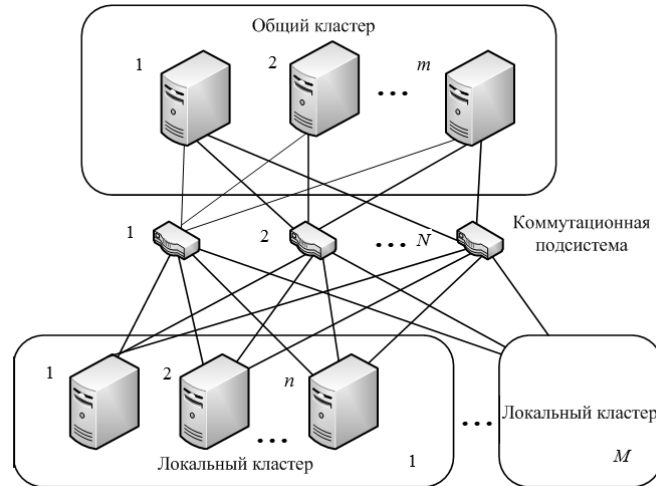 Общий кластер
1 2 ... m
1 2 ... N
Коммутационная
подсистема
1 2 n
...
Локальный кластер 1
...
Локальный кластер
M